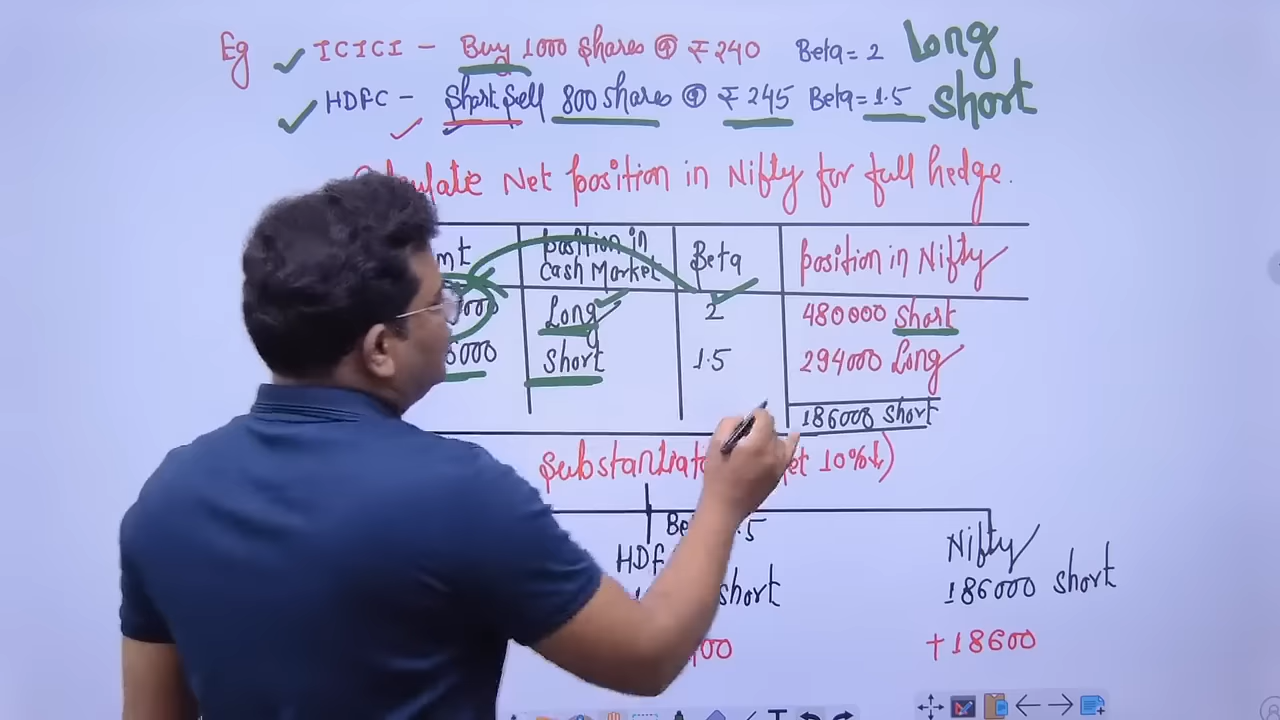 Eg ICICI - Buy 1000 shares @ ₹240 Beta = 2 Long
HDFC - Short Sell 800 shares @ ₹245 Beta = 1.5 short
Net position in Nifty for full hedge.
position in Cash Market Beta position in Nifty
Long 2 480000 short
short 1.5 294000 Long
186000 short
10%↓)
Nifty
short 186000 short
+18600